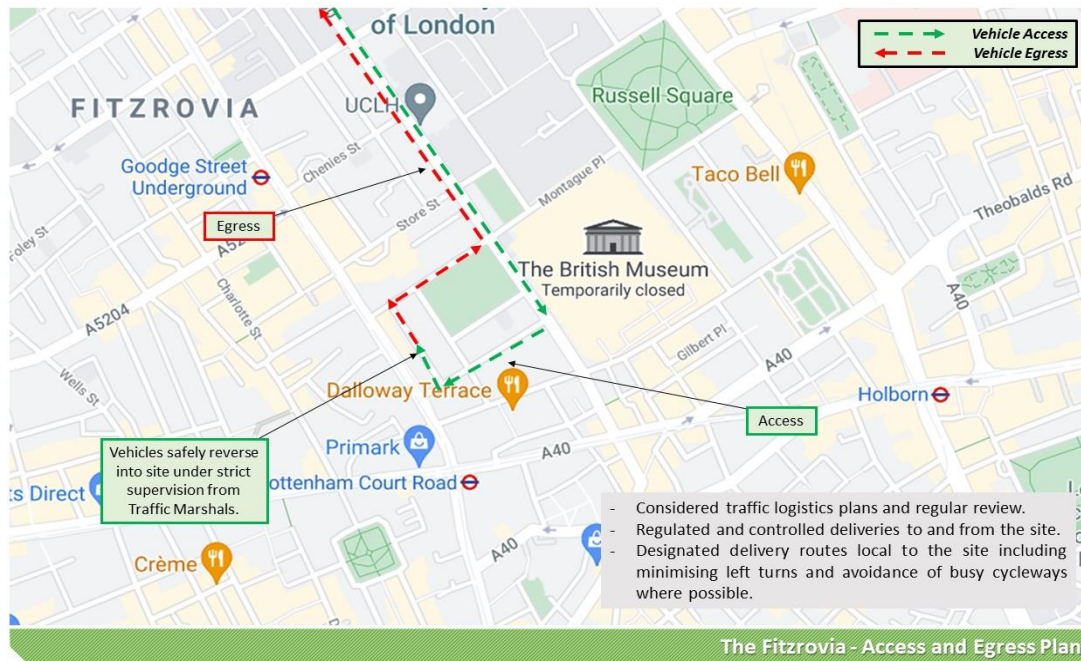 of London
Vehicle Access
Vehicle Egress
FITZROVIA
UCLH
Russell Square
Goodge Street
Underground
Chenies St
Montague Pl
Taco Bell
Theobalds Rd
Egress
Store St
Foley St
A52
The British Museum
Temporarily closed
A40
Charlotte St
A5204
Gilbert Pl
A40
Wells St
Dalloway Terrace
Holborn
Access
Vehicles safely reverse
into site under strict
supervision from
Traffic Marshals.
Primark
A40
ottenham Court Road
ts Direct
A40
Crème
- Considered traffic logistics plans and regular review.
- Regulated and controlled deliveries to and from the site.
- Designated delivery routes local to the site including
minimising left turns and avoidance of busy cycleways
where possible.
The Fitzrovia - Access and Egress Plan